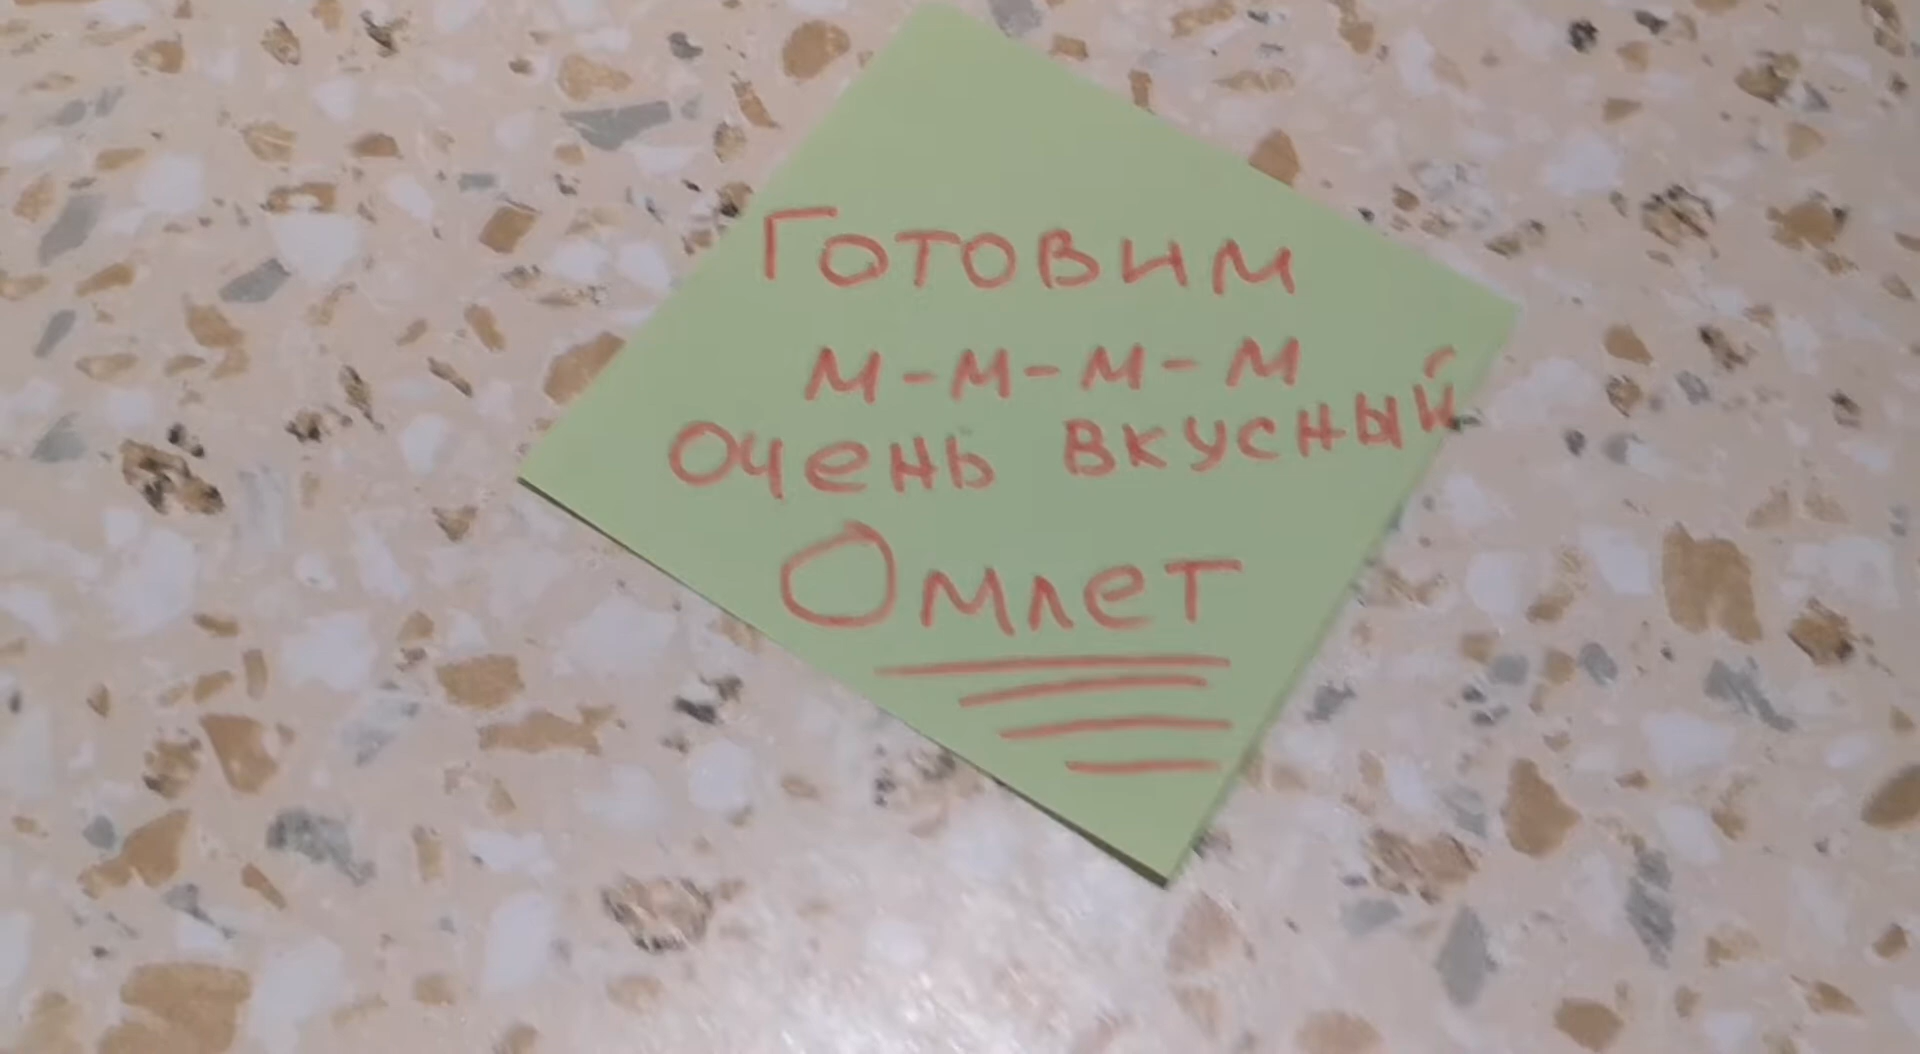 Готовим
м-м-м-м
очень вкусный
Омлет